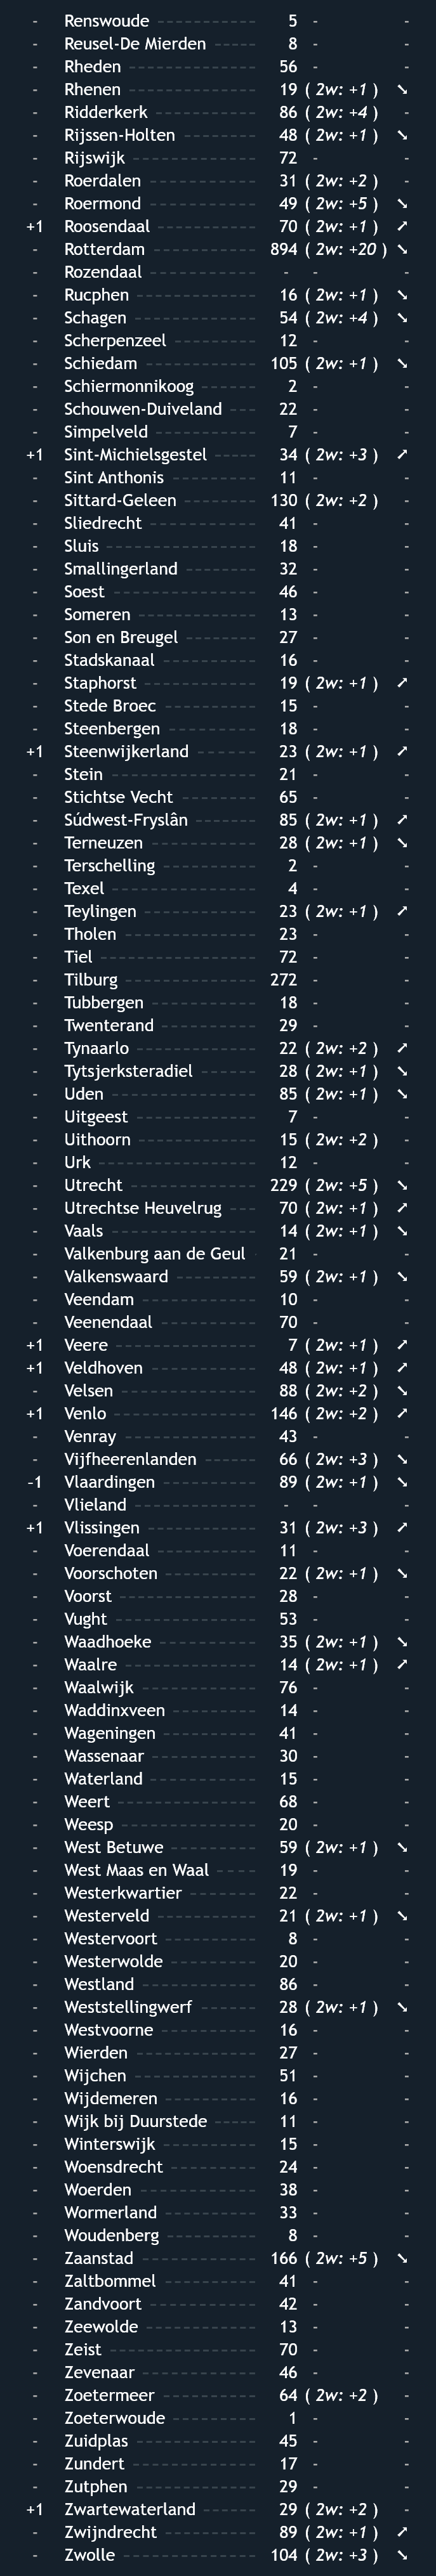 - Renswoude 5 - -
- Reusel-De Mierden 8 - -
- Rheden 56 - -
- Rhenen 19 ( 2w: +1 ) ➘
- Ridderkerk 86 ( 2w: +4 ) -
- Rijssen-Holten 48 ( 2w: +1 ) ➘
- Rijswijk 72 - -
- Roerdalen 31 ( 2w: +2 ) -
- Roermond 49 ( 2w: +5 ) ➘
+1 Roosendaal 70 ( 2w: +1 ) ➚
- Rotterdam 894 ( 2w: +20 ) ➘
- Rozendaal - - -
- Rucphen 16 ( 2w: +1 ) ➘
- Schagen 54 ( 2w: +4 ) ➘
- Scherpenzeel 12 - -
- Schiedam 105 ( 2w: +1 ) ➘
- Schiermonnikoog 2 - -
- Schouwen-Duiveland 22 - -
- Simpelveld 7 - -
+1 Sint-Michielsgestel 34 ( 2w: +3 ) ➚
- Sint Anthonis 11 - -
- Sittard-Geleen 130 ( 2w: +2 ) -
- Sliedrecht 41 - -
- Sluis 18 - -
- Smallingerland 32 - -
- Soest 46 - -
- Someren 13 - -
- Son en Breugel 27 - -
- Stadskanaal 16 - -
- Staphorst 19 ( 2w: +1 ) ➚
- Stede Broec 15 - -
- Steenbergen 18 - -
+1 Steenwijkerland 23 ( 2w: +1 ) ➚
- Stein 21 - -
- Stichtse Vecht 65 - -
- Súdwest-Fryslân 85 ( 2w: +1 ) ➚
- Terneuzen 28 ( 2w: +1 ) ➘
- Terschelling 2 - -
- Texel 4 - -
- Teylingen 23 ( 2w: +1 ) ➚
- Tholen 23 - -
- Tiel 72 - -
- Tilburg 272 - -
- Tubbergen 18 - -
- Twenterand 29 - -
- Tynaarlo 22 ( 2w: +2 ) ➚
- Tytsjerksteradiel 28 ( 2w: +1 ) ➘
- Uden 85 ( 2w: +1 ) ➘
- Uitgeest 7 - -
- Uithoorn 15 ( 2w: +2 ) -
- Urk 12 - -
- Utrecht 229 ( 2w: +5 ) ➘
- Utrechtse Heuvelrug 70 ( 2w: +1 ) ➚
- Vaals 14 ( 2w: +1 ) ➘
- Valkenburg aan de Geul 21 - -
- Valkenswaard 59 ( 2w: +1 ) ➘
- Veendam 10 - -
- Veenendaal 70 - -
+1 Veere 7 ( 2w: +1 ) ➚
+1 Veldhoven 48 ( 2w: +1 ) ➚
- Velsen 88 ( 2w: +2 ) ➘
+1 Venlo 146 ( 2w: +2 ) ➚
- Venray 43 - -
- Vijfheerenlanden 66 ( 2w: +3 ) ➘
-1 Vlaardingen 89 ( 2w: +1 ) ➘
- Vlieland - - -
+1 Vlissingen 31 ( 2w: +3 ) ➚
- Voerendaal 11 - -
- Voorschoten 22 ( 2w: +1 ) ➘
- Voorst 28 - -
- Vught 53 - -
- Waadhoeke 35 ( 2w: +1 ) ➘
- Waalre 14 ( 2w: +1 ) ➚
- Waalwijk 76 - -
- Waddinxveen 14 - -
- Wageningen 41 - -
- Wassenaar 30 - -
- Waterland 15 - -
- Weert 68 - -
- Weesp 20 - -
- West Betuwe 59 ( 2w: +1 ) ➘
- West Maas en Waal 19 - -
- Westerkwartier 22 - -
- Westerveld 21 ( 2w: +1 ) ➘
- Westervoort 8 - -
- Westerwolde 20 - -
- Westland 86 - -
- Weststellingwerf 28 ( 2w: +1 ) ➘
- Westvoorne 16 - -
- Wierden 27 - -
- Wijchen 51 - -
- Wijdemeren 16 - -
- Wijk bij Duurstede 11 - -
- Winterswijk 15 - -
- Woensdrecht 24 - -
- Woerden 38 - -
- Wormerland 33 - -
- Woudenberg 8 - -
- Zaanstad 166 ( 2w: +5 ) ➘
- Zaltbommel 41 - -
- Zandvoort 42 - -
- Zeewolde 13 - -
- Zeist 70 - -
- Zevenaar 46 - -
- Zoetermeer 64 ( 2w: +2 ) -
- Zoeterwoude 1 - -
- Zuidplas 45 - -
- Zundert 17 - -
- Zutphen 29 - -
+1 Zwartewaterland 29 ( 2w: +2 ) -
- Zwijndrecht 89 ( 2w: +1 ) ➚
- Zwolle 104 ( 2w: +3 ) ➘